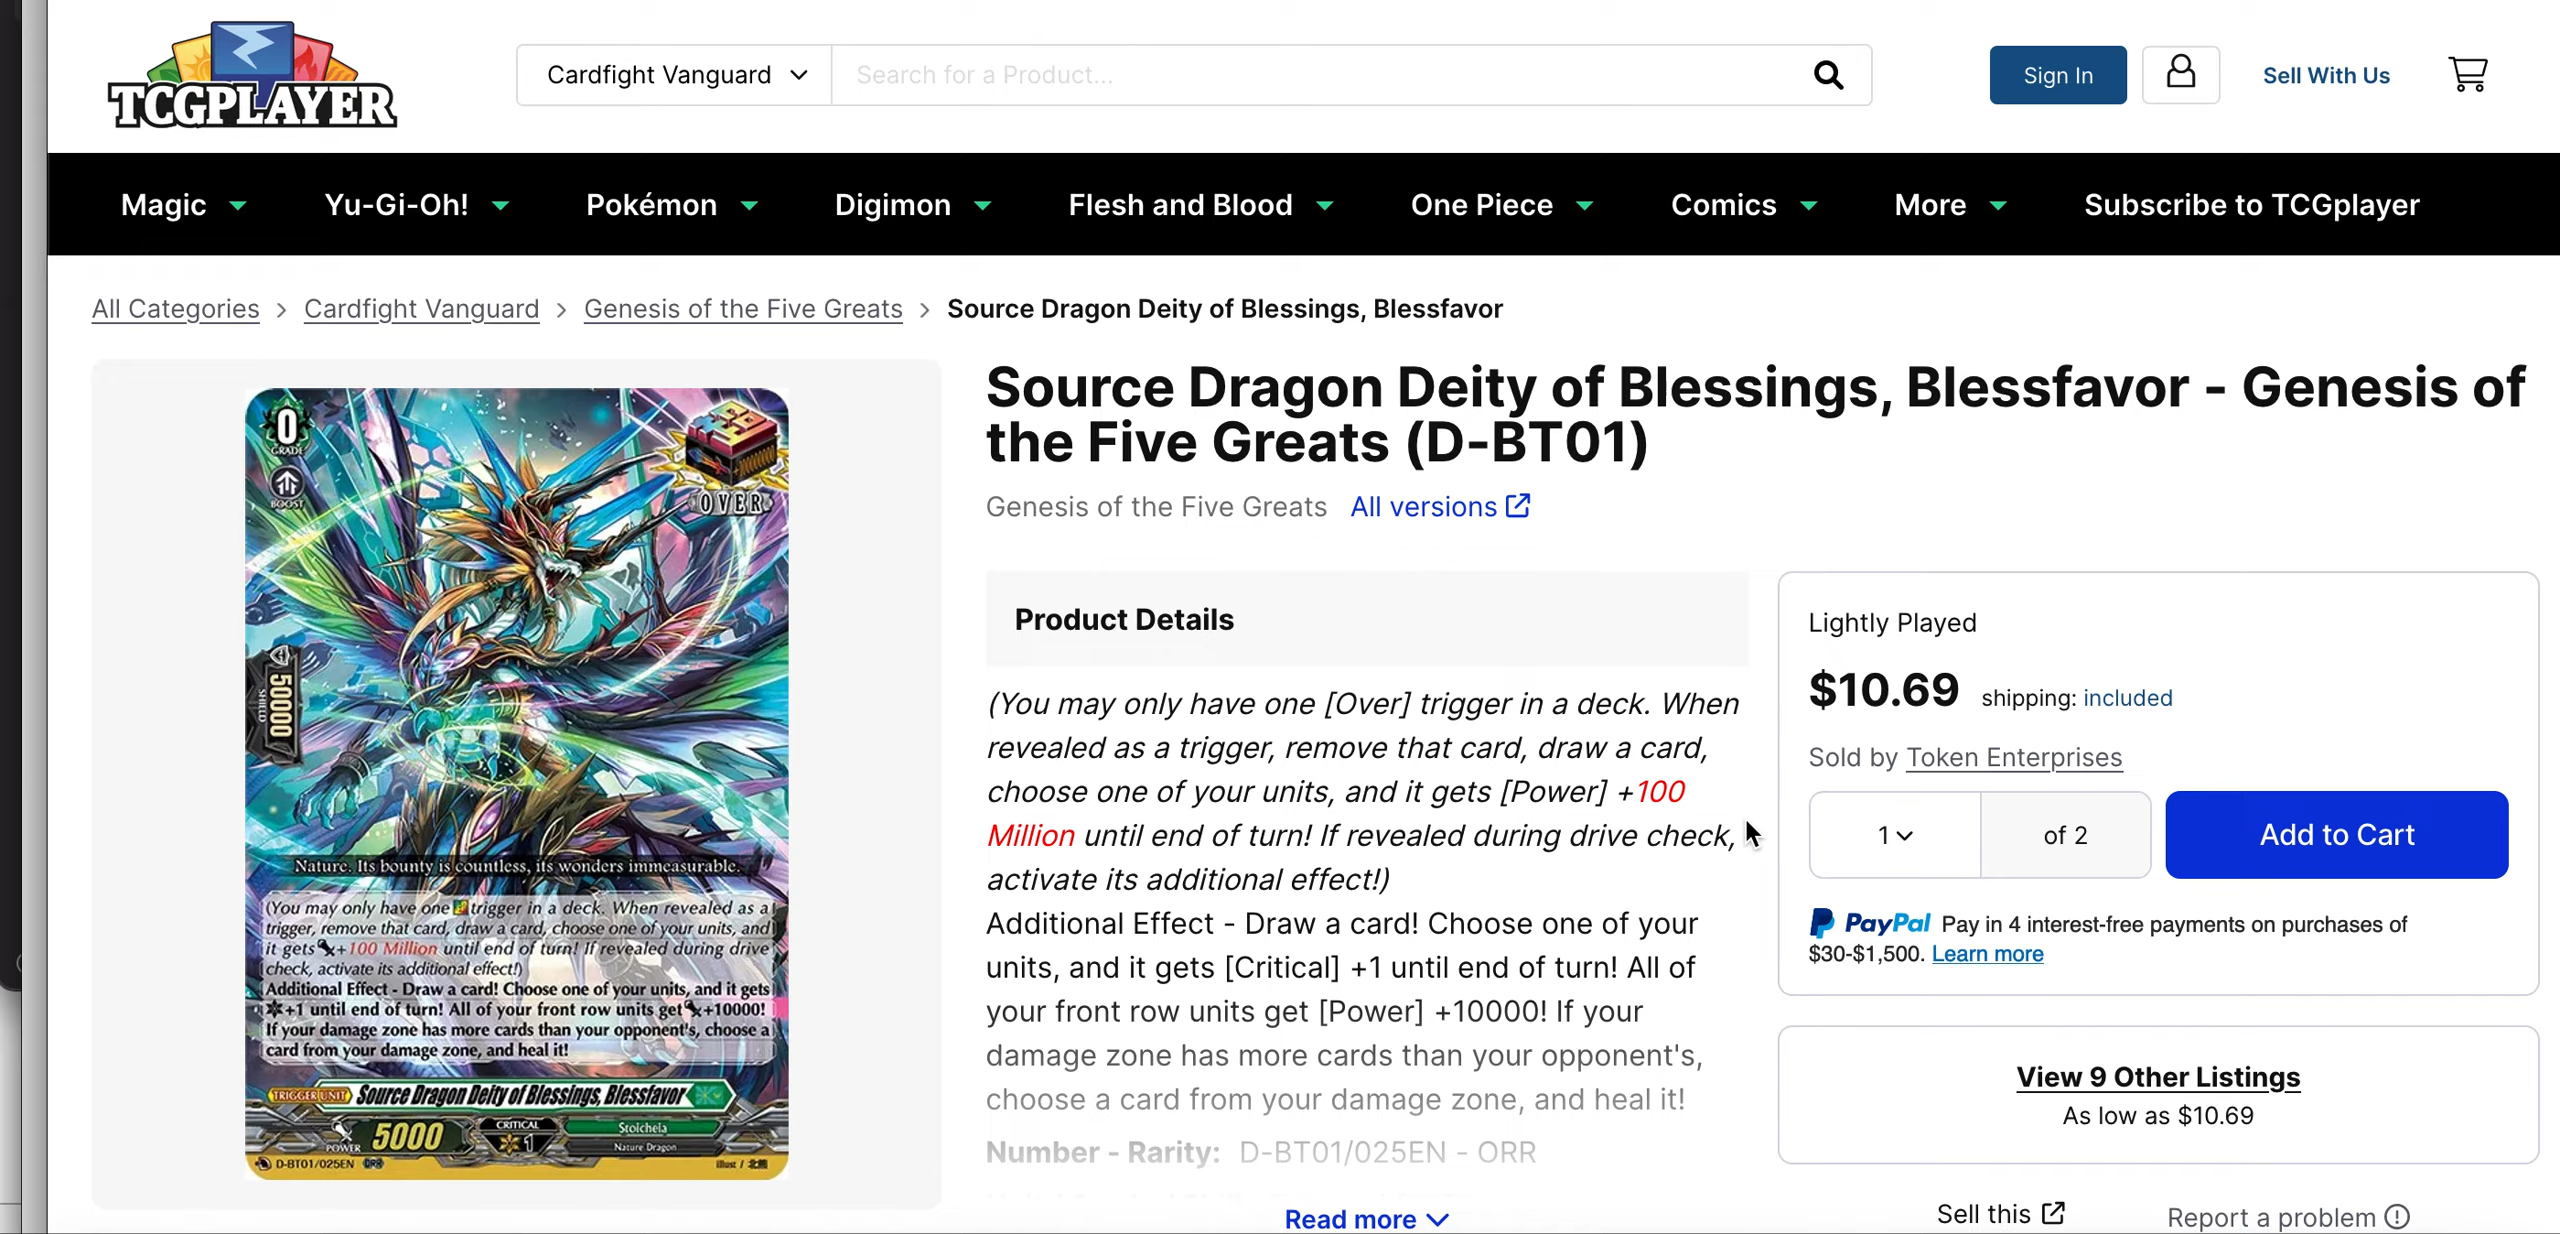 TCGPLAYER
Cardfight Vanguard
Search for a Product...
Sign In
Sell With Us
Magic
Yu-Gi-Oh!
Pokémon
Digimon
Flesh and Blood
One Piece
Comics
More
Subscribe to TCGplayer
All Categories > Cardfight Vanguard > Genesis of the Five Greats > Source Dragon Deity of Blessings, Blessfavor
0
GRADE
BOOST
OVER
50000
SHIELD
Nature. Its bounty is countless, its wonders immeasurable.
(You may only have one trigger in a deck. When revealed as a
trigger, remove that card, draw a card, choose one of your units, and
it gets +100 Million until end of turn! If revealed during drive
check, activate its additional effect!)
Additional Effect - Draw a card! Choose one of your units, and it gets
+1 until end of turn! All of your front row units get +10000!
If your damage zone has more cards than your opponent's, choose a
card from your damage zone, and heal it!
TRIGGER UNIT Source Dragon Deity of Blessings, Blessfavor
POWER 5000
CRITICAL 1
Stoicheia
Nature Dragon
D-BT01/025EN ORR
illust /
Source Dragon Deity of Blessings, Blessfavor - Genesis of
the Five Greats (D-BT01)
Genesis of the Five Greats All versions
Product Details
(You may only have one [Over] trigger in a deck. When
revealed as a trigger, remove that card, draw a card,
choose one of your units, and it gets [Power] +100
Million until end of turn! If revealed during drive check,
activate its additional effect!)
Additional Effect - Draw a card! Choose one of your
units, and it gets [Critical] +1 until end of turn! All of
your front row units get [Power] +10000! If your
damage zone has more cards than your opponent's,
choose a card from your damage zone, and heal it!
Number - Rarity: D-BT01/025EN - ORR
Read more
Lightly Played
$10.69 shipping: included
Sold by Token Enterprises
1
of 2
Add to Cart
PayPal Pay in 4 interest-free payments on purchases of
$30-$1,500. Learn more
View 9 Other Listings
As low as $10.69
Sell this
Report a problem